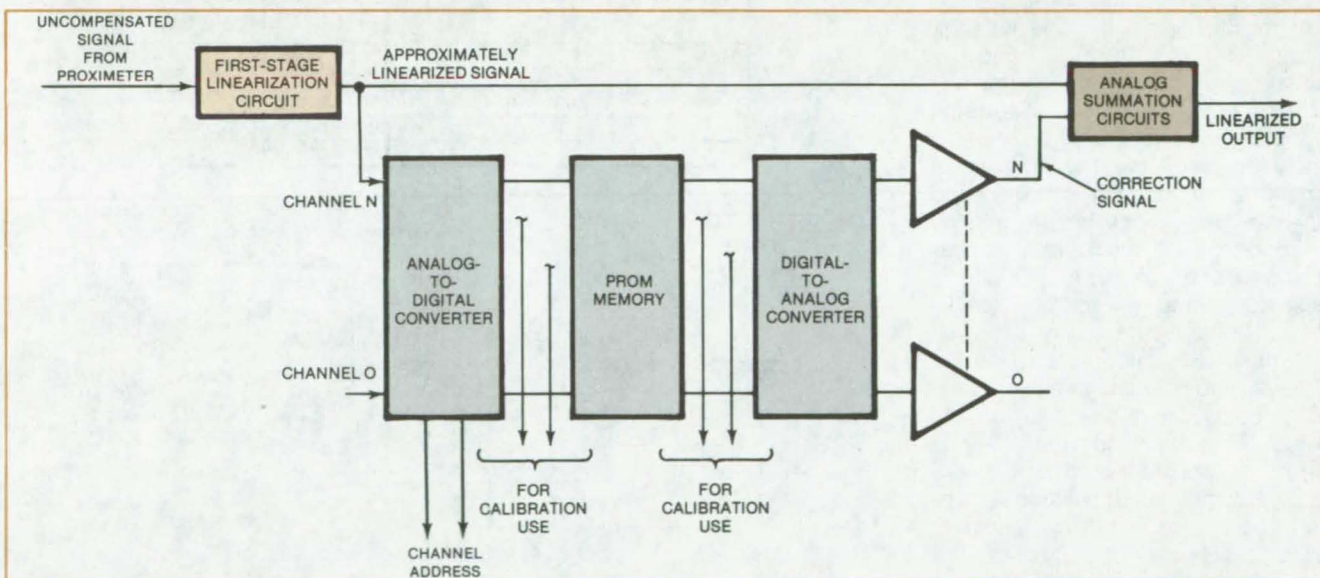 UNCOMPENSATED
SIGNAL
FROM
PROXIMETER
FIRST-STAGE
LINEARIZATION
CIRCUIT
APPROXIMATELY
LINEARIZED SIGNAL
ANALOG
SUMMATION
CIRCUITS
LINEARIZED
OUTPUT
N
CORRECTION
SIGNAL
CHANNEL N
ANALOG-
TO-
DIGITAL
CONVERTER
PROM
MEMORY
DIGITAL-
TO-
ANALOG
CONVERTER
CHANNEL O
O
FOR
CALIBRATION
USE
FOR
CALIBRATION
USE
CHANNEL
ADDRESS